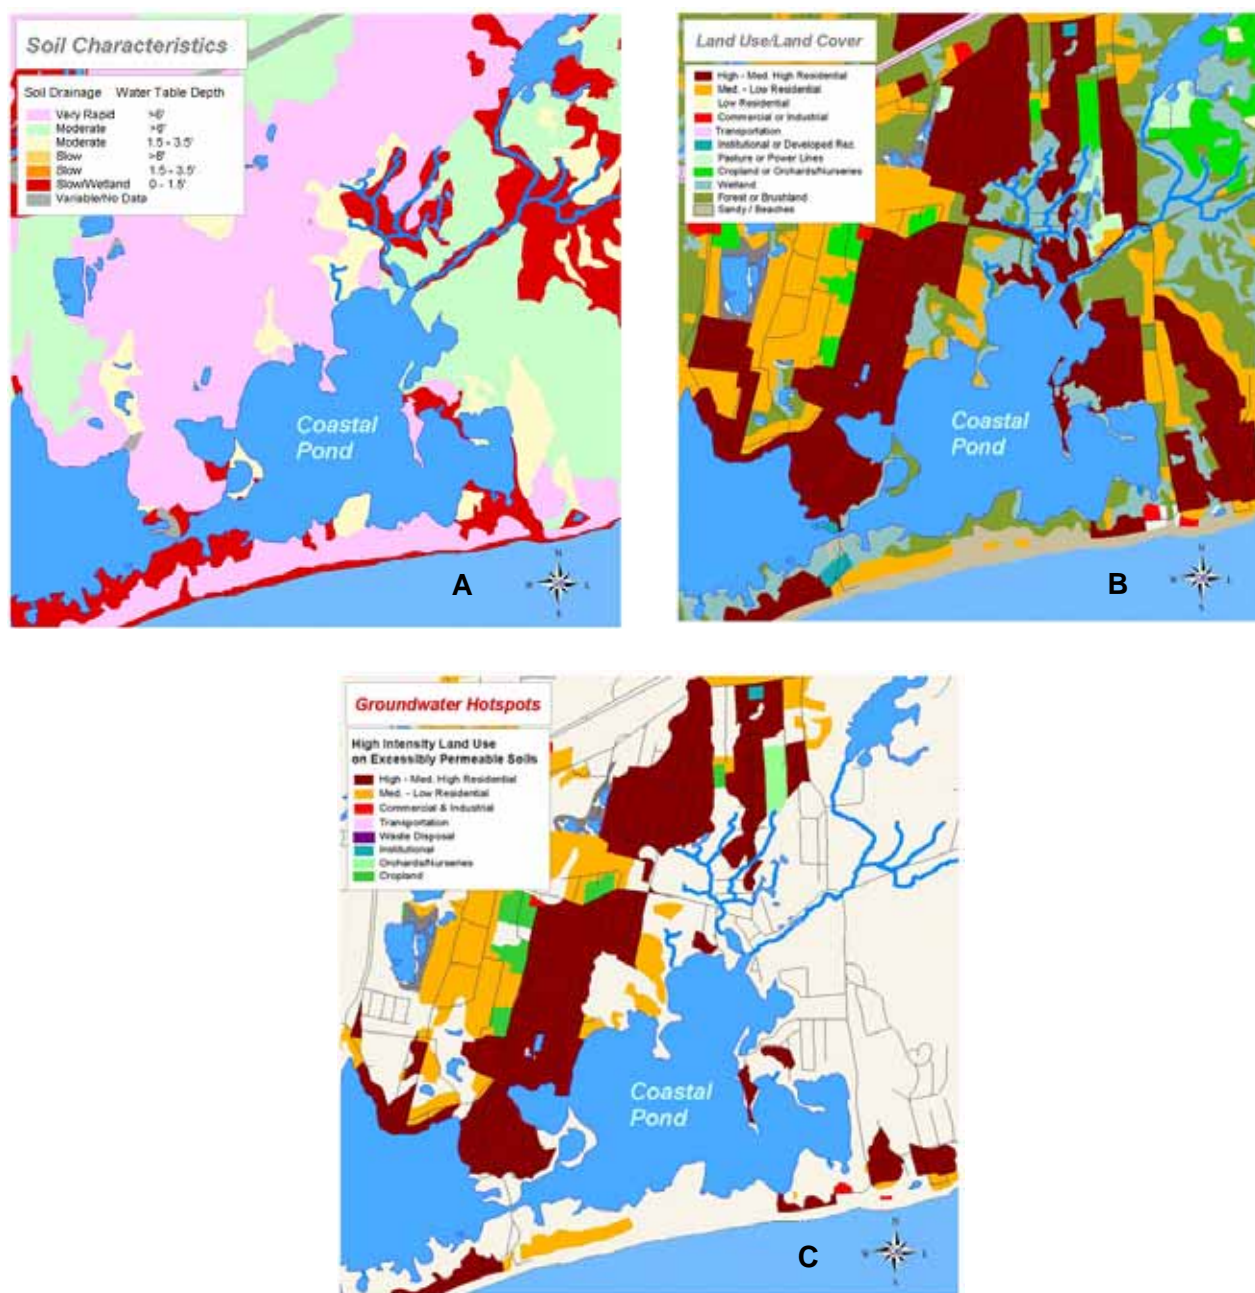 Soil Characteristics
Soil Drainage Water Table Depth
Very Rapid >6'
Moderate >6'
Moderate 1.5 - 3.5'
Slow >6'
Slow 1.5 - 3.5'
Slow/Wetland 0 - 1.5'
Variable/No Data
Coastal
Pond
A
N
W
S
Land Use/Land Cover
High - Med. High Residential
Med. - Low Residential
Low Residential
Commercial or Industrial
Transportation
Institutional or Developed Rec.
Pasture or Power Lines
Cropland or Orchards/Nurseries
Wetland
Forest or Brushland
Sandy / Beaches
Coastal
Pond
B
N
W
S
Groundwater Hotspots
High Intensity Land Use
on Excessibly Permeable Soils
High - Med. High Residential
Med. - Low Residential
Commercial & Industrial
Transportation
Waste Disposal
Institutional
Orchards/Nurseries
Cropland
Coastal
Pond
C
N
W
S